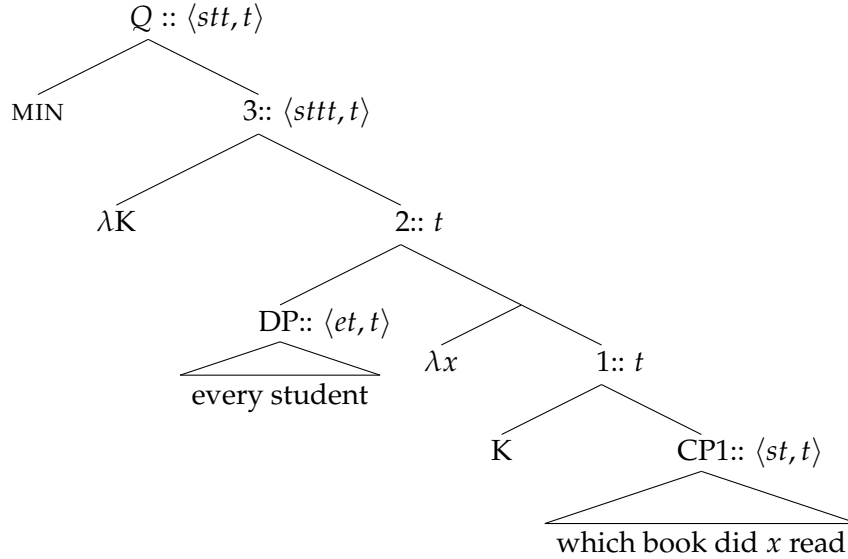 Q :: ⟨stt, t⟩
MIN
3:: ⟨sttt, t⟩
λK
2:: t
DP:: ⟨et, t⟩
every student
λx
1:: t
K
CP1:: ⟨st, t⟩
which book did x read